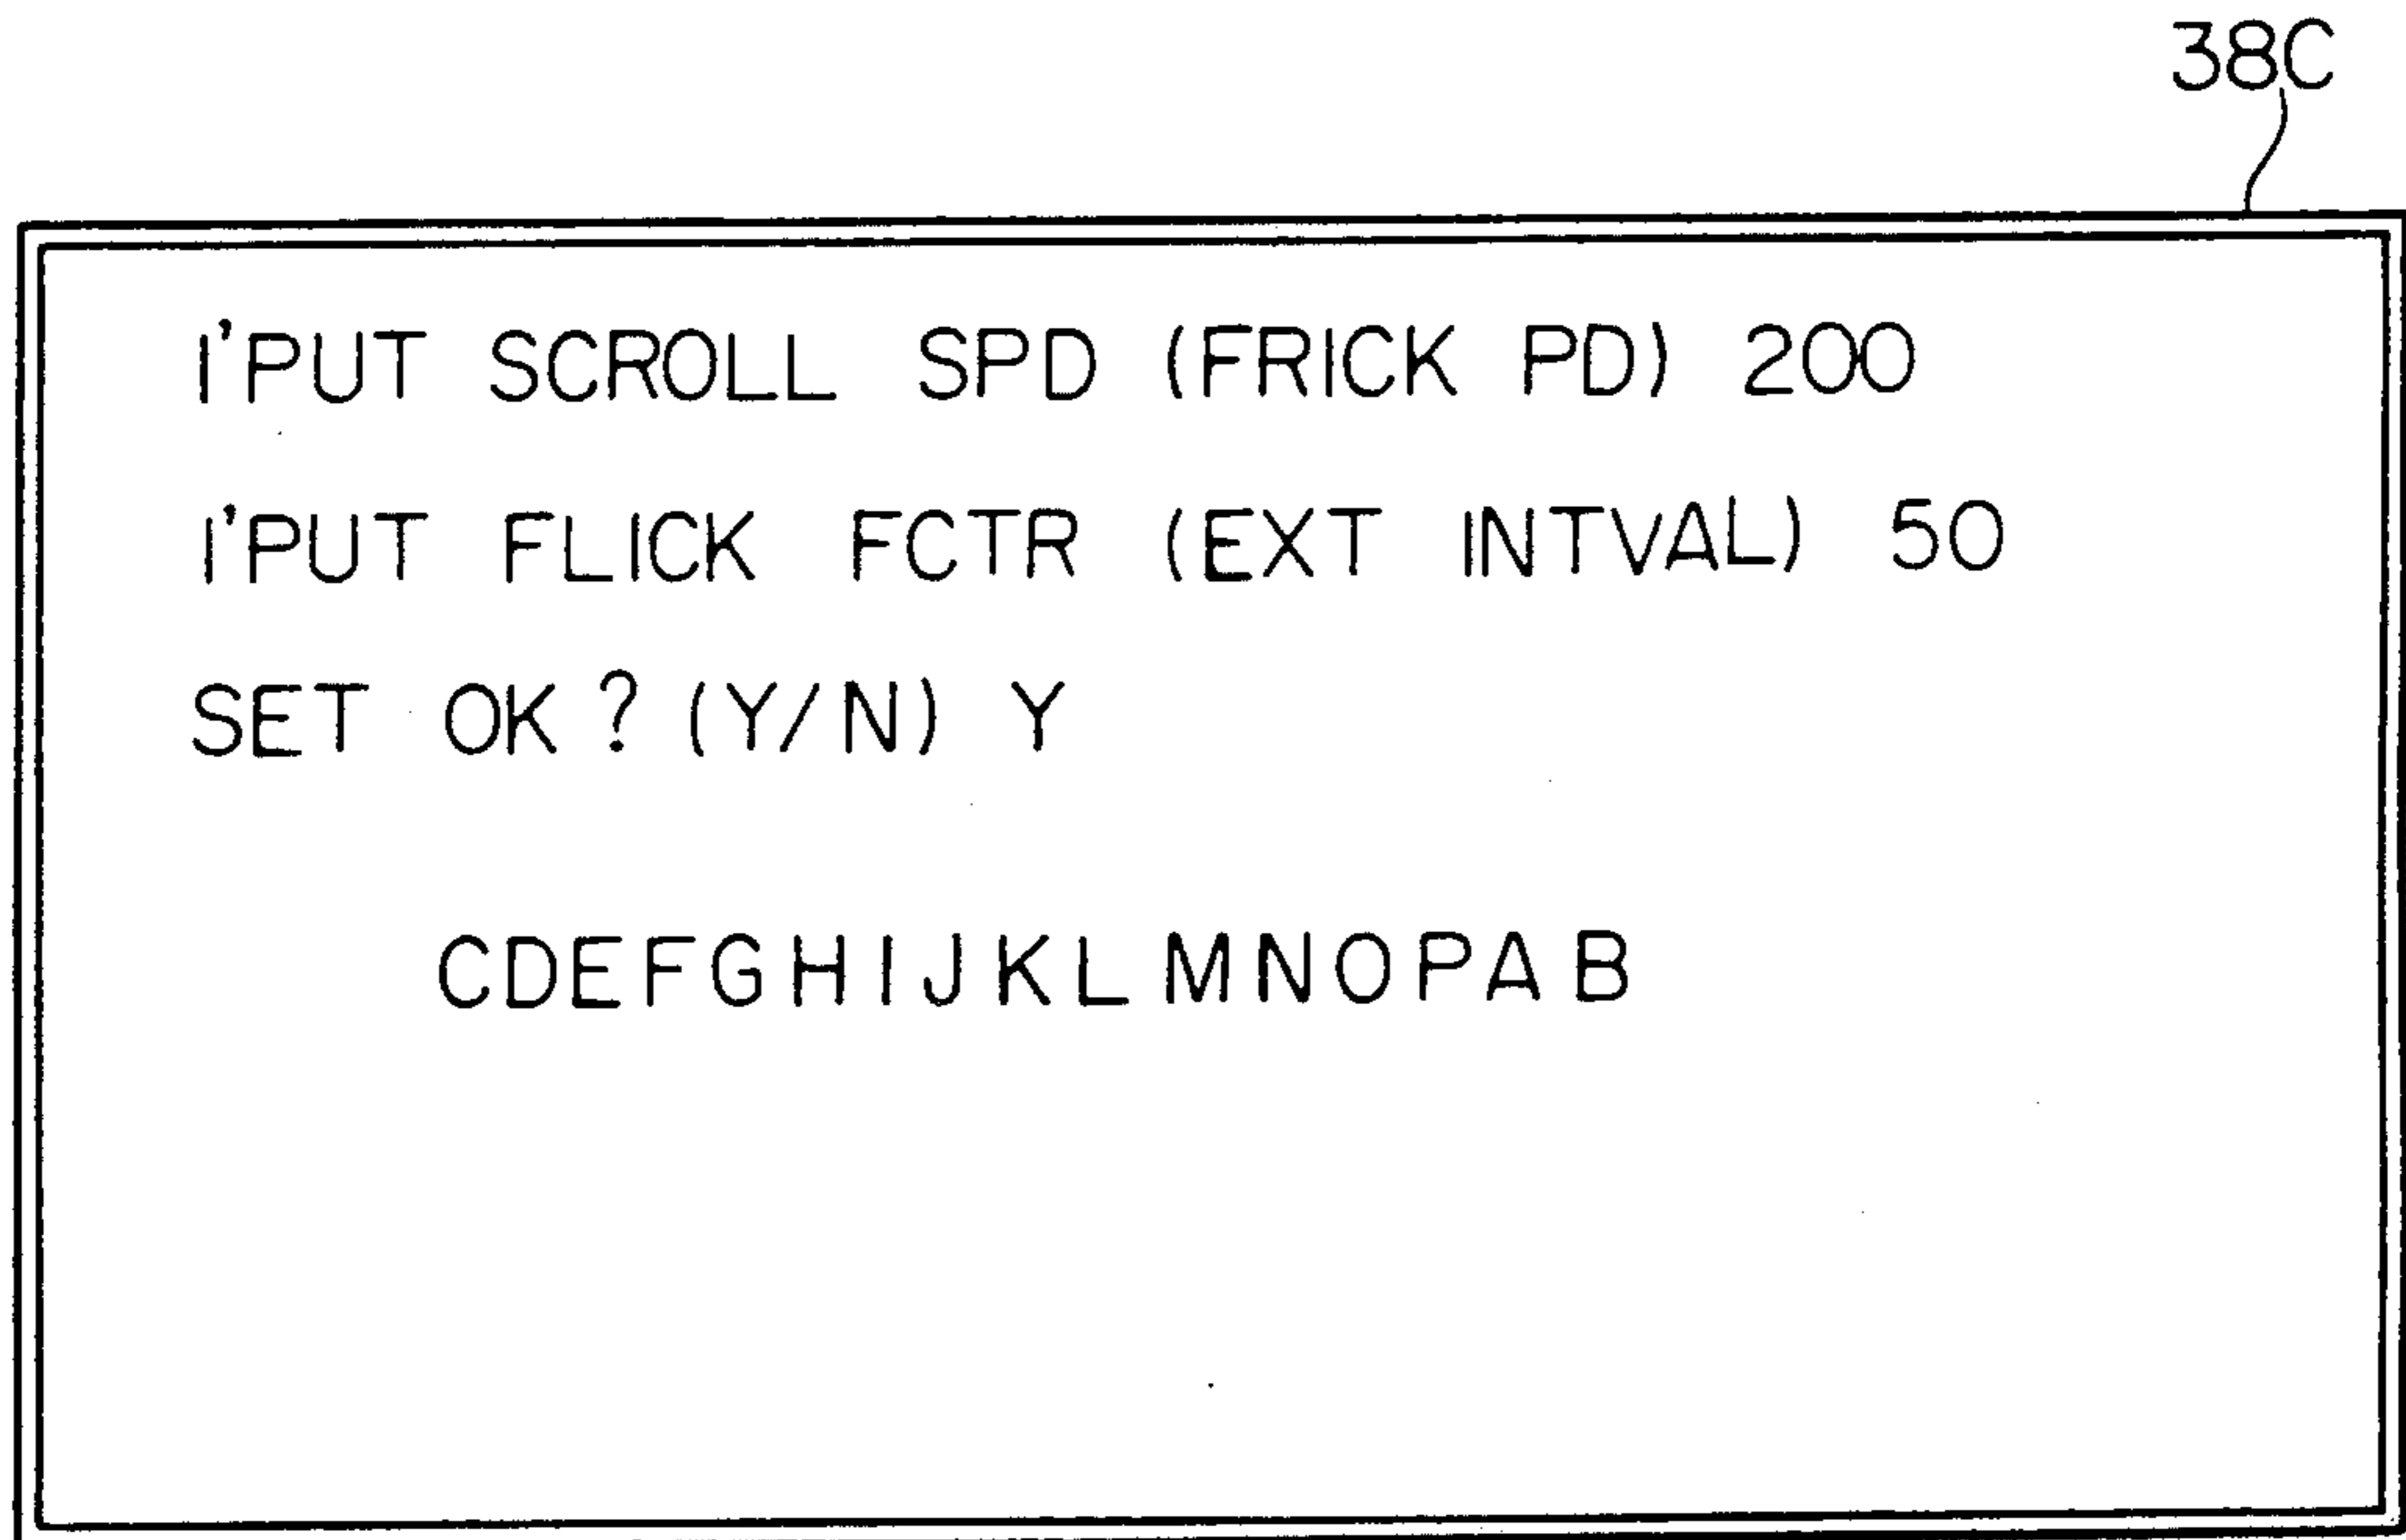 38C
I'PUT SCROLL SPD (FRICK PD) 200
I'PUT FLICK FCTR (EXT INTVAL) 50
SET OK ? (Y/N) Y
CDEFGHIJKLMNOPAB